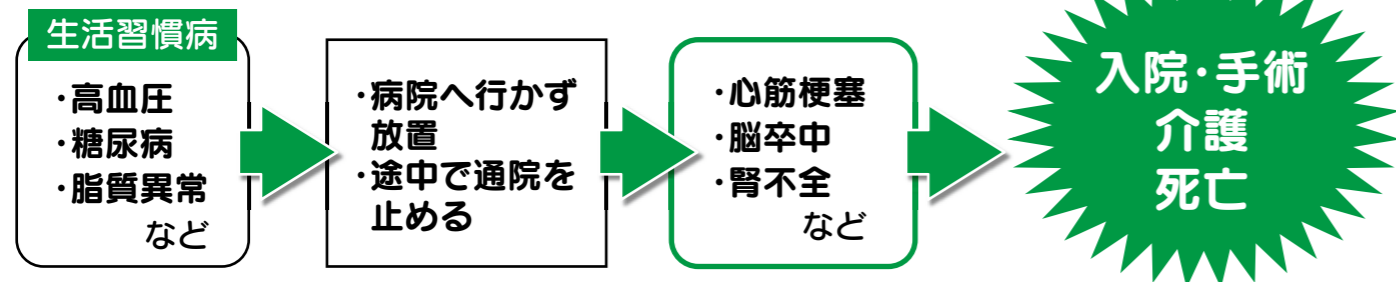 生活習慣病
・高血圧
・糖尿病
・脂質異常
など
・病院へ行かず
放置
・途中で通院を
止める
・心筋梗塞
・脳卒中
・腎不全
など
入院・手術
介護
死亡